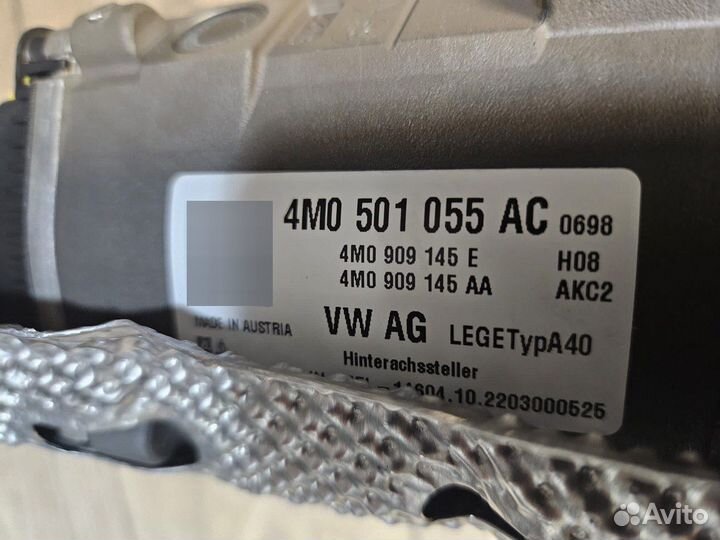 4M0 501 055 AC 0698
4M0 909 145 E H08
4M0 909 145 AA AKC2
MADE IN AUSTRIA VW AG LEGETypA40
Hinterachssteller
14604.10.2203000525
Avito